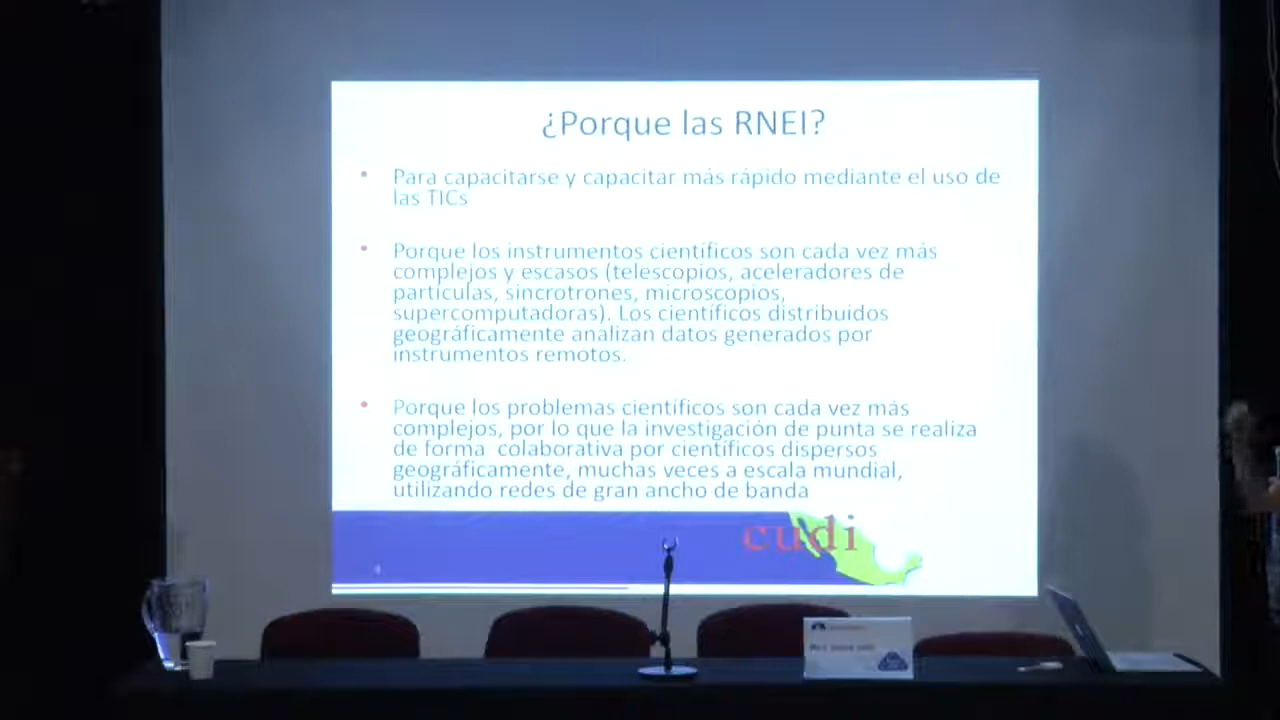 ¿Porque las RNEI?
• Para capacitarse y capacitar más rápido mediante el uso de
las TICs
• Porque los instrumentos científicos son cada vez más
complejos y escasos (telescopios, aceleradores de
partículas, sincrotrones, microscopios,
supercomputadoras). Los científicos distribuidos
geográficamente analizan datos generados por
instrumentos remotos.
• Porque los problemas científicos son cada vez más
complejos, por lo que la investigación de punta se realiza
de forma colaborativa por científicos dispersos
geográficamente, muchas veces a escala mundial,
utilizando redes de gran ancho de banda
cudi